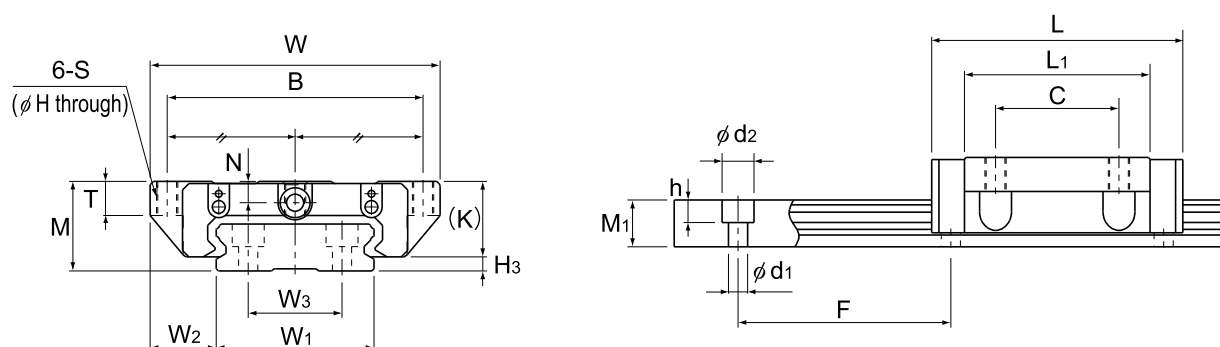 W
6-S
B
(φH through)
N
T
M
(K)
H3
W3
W2
W1
L
L1
C
φd2
h
M1
φd1
F